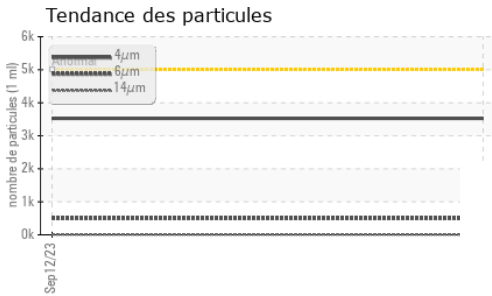 Tendance des particules
6k
5k
4k
3k
2k
1k
0k
nombre de particules (1 ml)
Anormal
4µm
6µm
14µm
Sep12/23